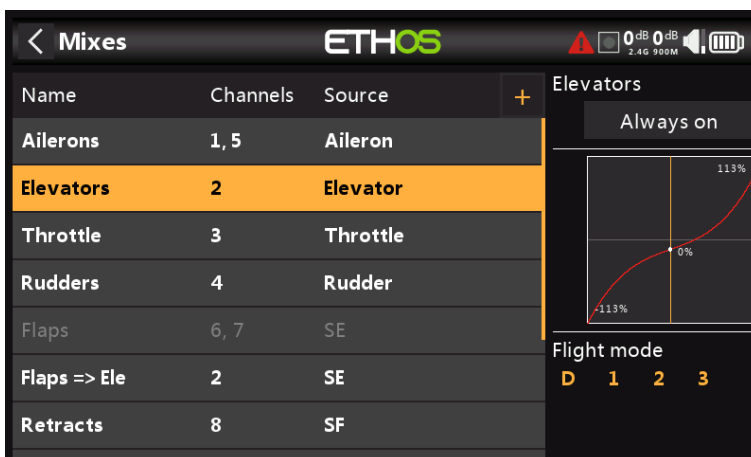 Mixes ETHOS 0dB 0dB
2.4G 900M
Name Channels Source +
Ailerons 1, 5 Aileron
Elevators 2 Elevator
Throttle 3 Throttle
Rudders 4 Rudder
Flaps 6, 7 SE
Flaps => Ele 2 SE
Retracts 8 SF
Elevators
Always on
113%
0%
-113%
Flight mode
D 1 2 3